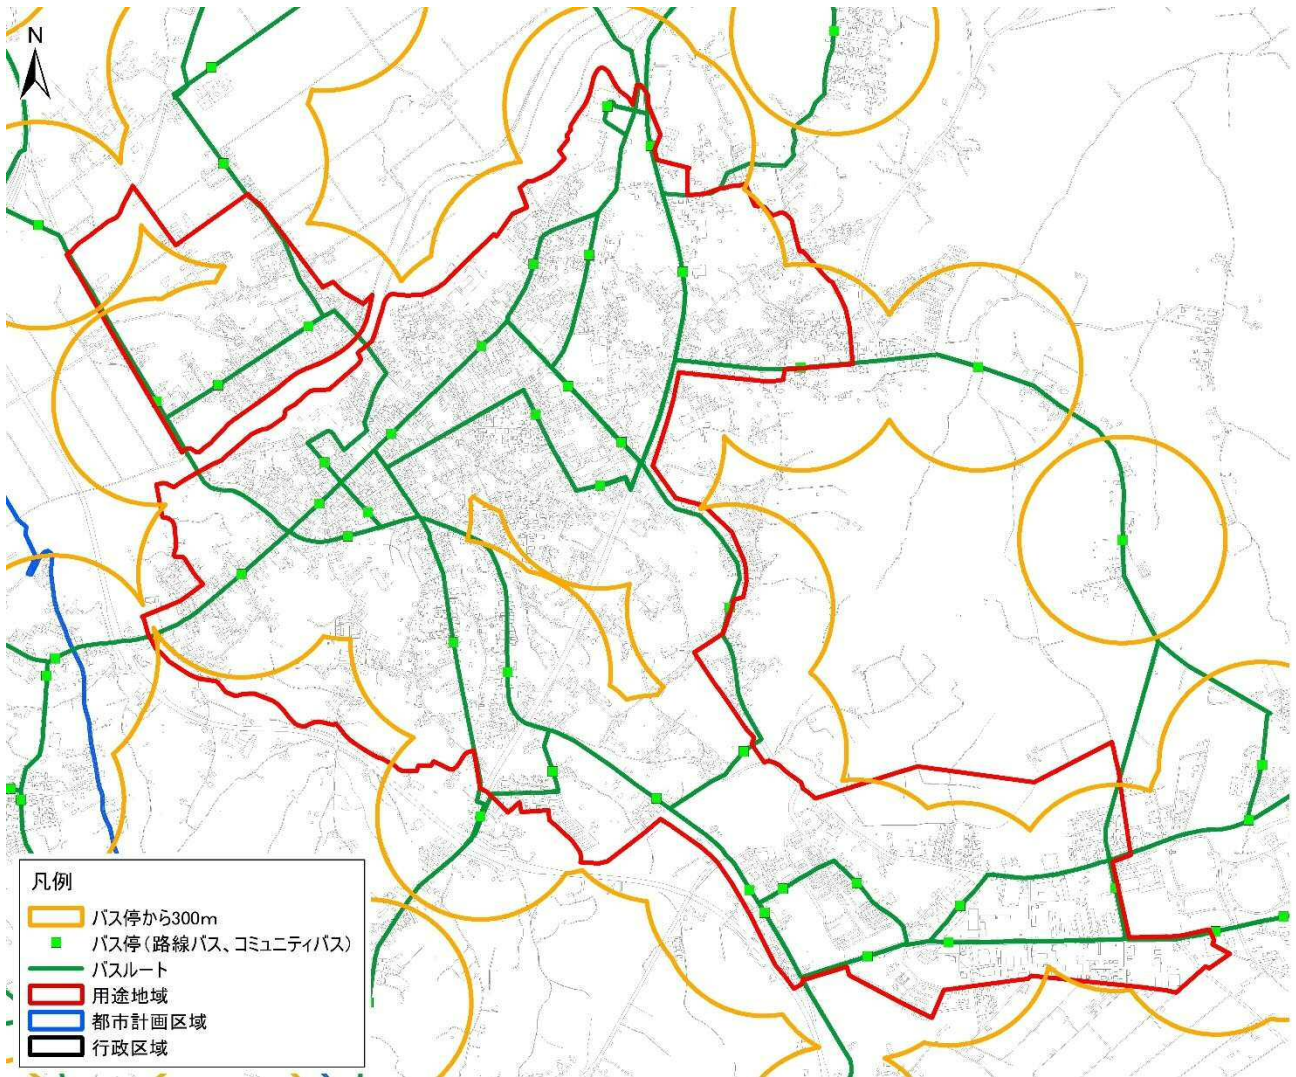 N
凡例
バス停から300m
バス停(路線バス、コミュニティバス)
バスルート
用途地域
都市計画区域
行政区域